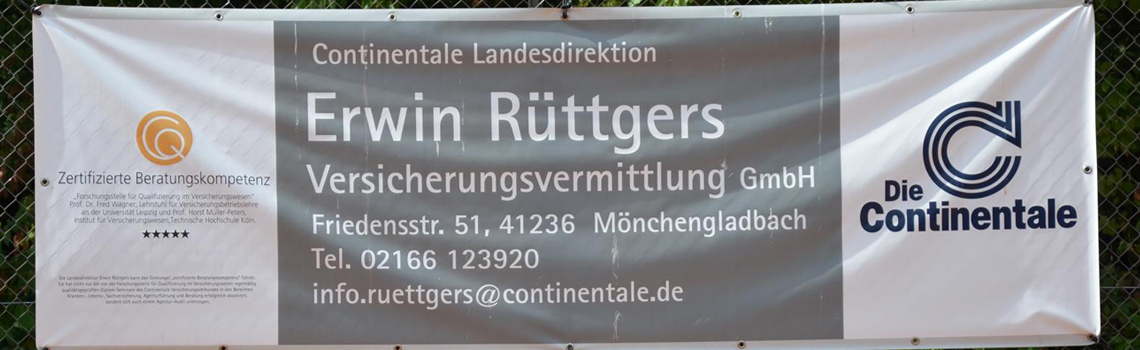 Zertifizierte Beratungskompetenz
„Forschungsstelle für Qualifizierung im Versicherungswesen“
Prof. Dr. Fred Wagner, Lehrstuhl für Versicherungsbetriebslehre
an der Universität Leipzig und Prof. Horst Müller-Peters,
Institut für Versicherungswesen, Technische Hochschule Köln.
★★★★★
Continentale Landesdirektion
Erwin Rüttgers
Versicherungsvermittlung GmbH
Friedensstr. 51, 41236 Mönchengladbach
Tel. 02166 123920
info.ruettgers@continentale.de
Die
Continentale